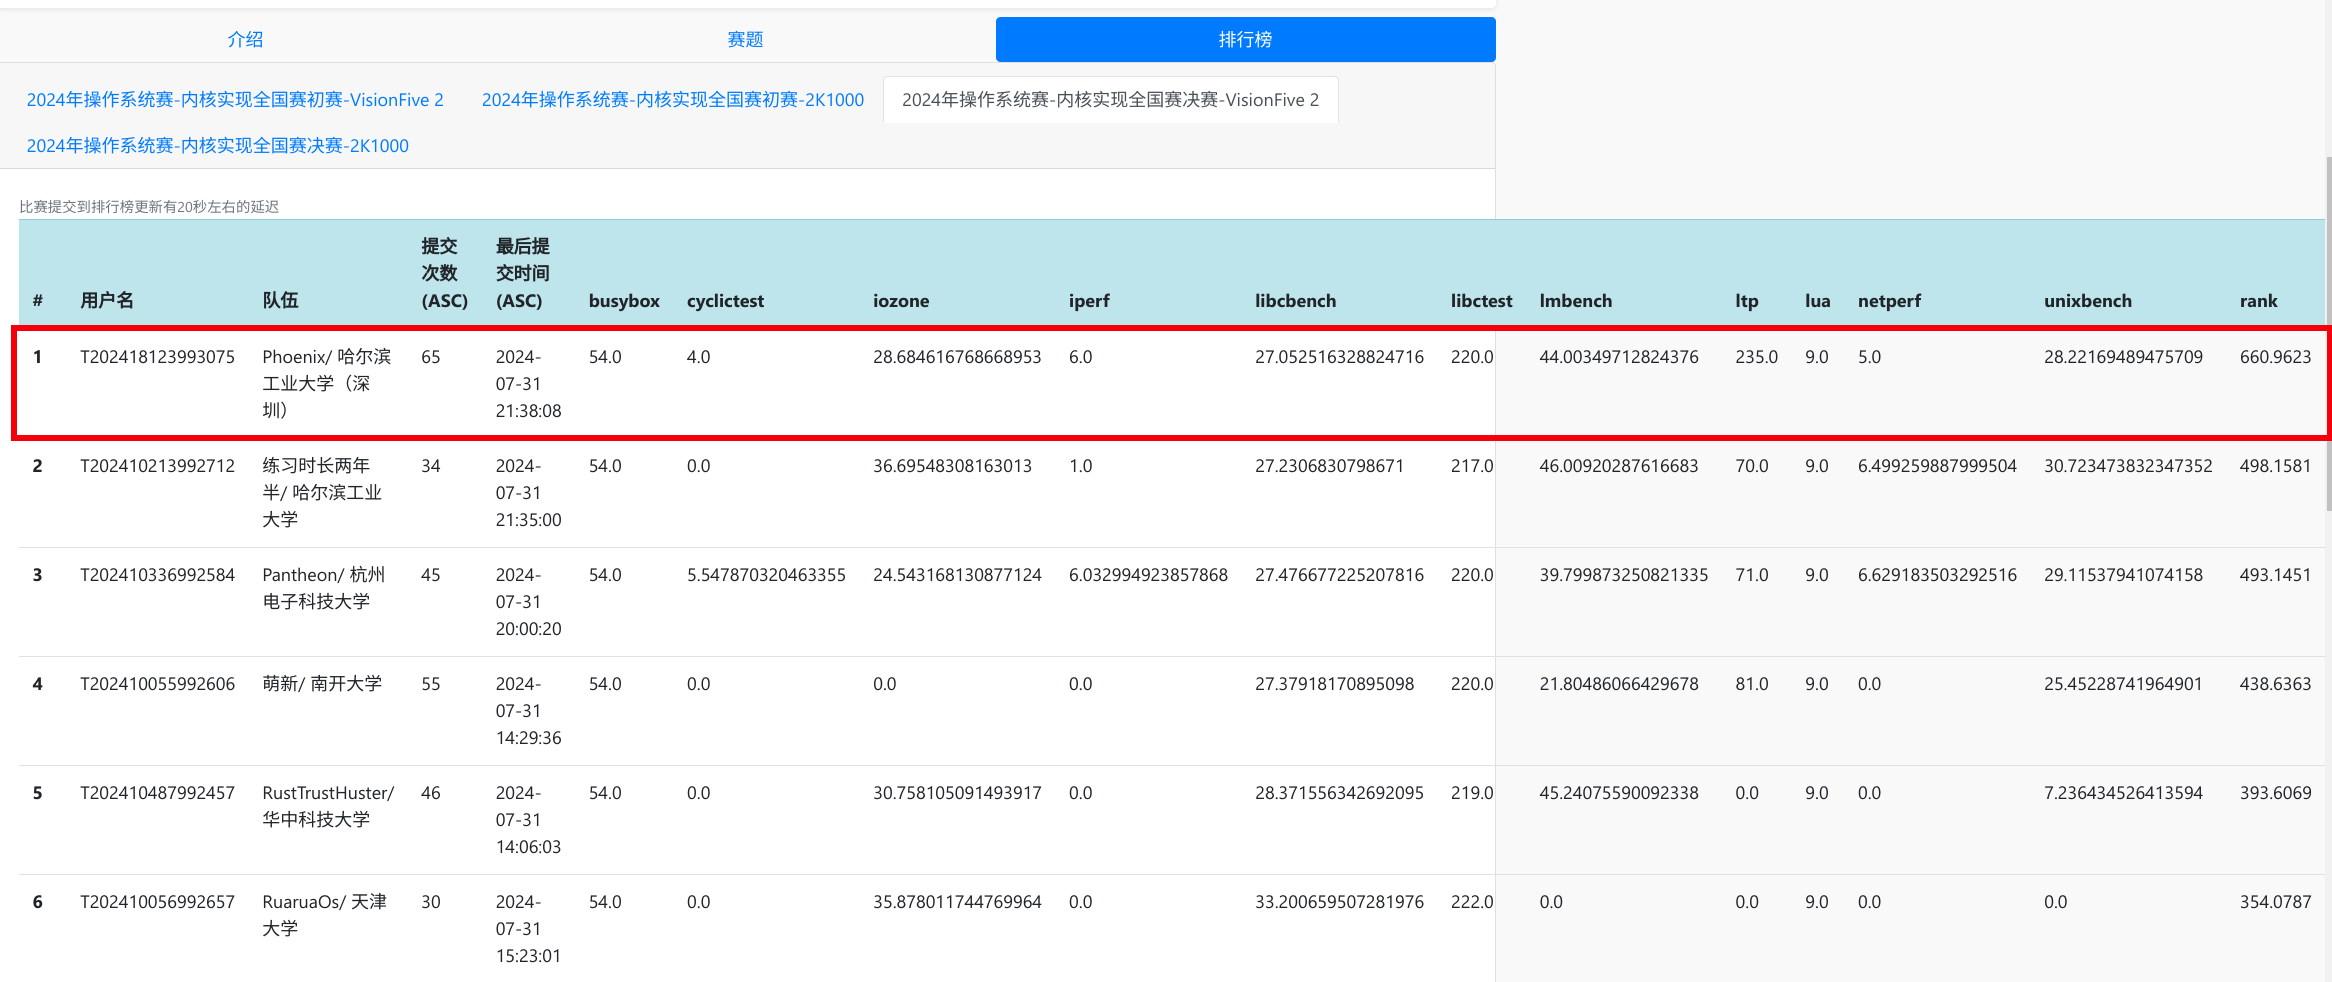 介绍 赛题 排行榜
2024年操作系统赛-内核实现全国赛初赛-VisionFive 2 2024年操作系统赛-内核实现全国赛初赛-2K1000 2024年操作系统赛-内核实现全国赛决赛-VisionFive 2
2024年操作系统赛-内核实现全国赛决赛-2K1000
比赛提交到排行榜更新有20秒左右的延迟
提交 最后提
次数 交时间
# 用户名 队伍 (ASC) (ASC) busybox cyclictest iozone iperf libcbench libctest lmbench ltp lua netperf unixbench rank
1 T202418123993075 Phoenix/ 哈尔滨 65 2024- 54.0 4.0 28.684616768668953 6.0 27.052516328824716 220.0 44.00349712824376 235.0 9.0 5.0 28.22169489475709 660.9623
工业大学（深 07-31
圳） 21:38:08
2 T202410213992712 练习时长两年 34 2024- 54.0 0.0 36.69548308163013 1.0 27.2306830798671 217.0 46.00920287616683 70.0 9.0 6.499259887999504 30.723473832347352 498.1581
半/ 哈尔滨工业 07-31
大学 21:35:00
3 T202410336992584 Pantheon/ 杭州 45 2024- 54.0 5.547870320463355 24.543168130877124 6.032994923857868 27.476677225207816 220.0 39.799873250821335 71.0 9.0 6.629183503292516 29.11537941074158 493.1451
电子科技大学 07-31
20:00:20
4 T202410055992606 萌新/ 南开大学 55 2024- 54.0 0.0 0.0 0.0 27.37918170895098 220.0 21.80486066429678 81.0 9.0 0.0 25.45228741964901 438.6363
07-31
14:29:36
5 T202410487992457 RustTrustHuster/ 46 2024- 54.0 0.0 30.758105091493917 0.0 28.371556342692095 219.0 45.24075590092338 0.0 9.0 0.0 7.236434526413594 393.6069
华中科技大学 07-31
14:06:03
6 T202410056992657 RuaruaOs/ 天津 30 2024- 54.0 0.0 35.878011744769964 0.0 33.200659507281976 222.0 0.0 0.0 9.0 0.0 0.0 354.0787
大学 07-31
15:23:01